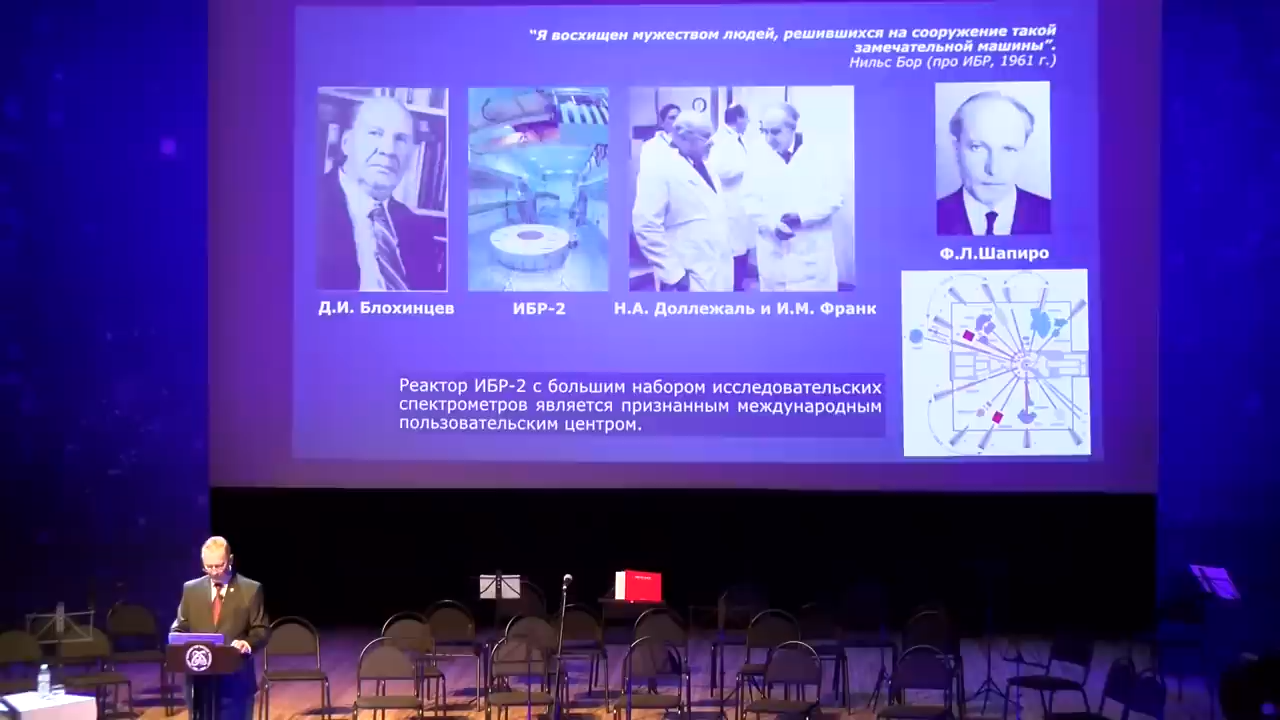 “Я восхищен мужеством людей, решившихся на сооружение такой
замечательной машины”.
Нильс Бор (про ИБР, 1961 г.)
Ф.Л.Шапиро
Д.И. Блохинцев
ИБР-2
Н.А. Доллежаль и И.М. Франк
Реактор ИБР-2 с большим набором исследовательских
спектрометров является признанным международным
пользовательским центром.